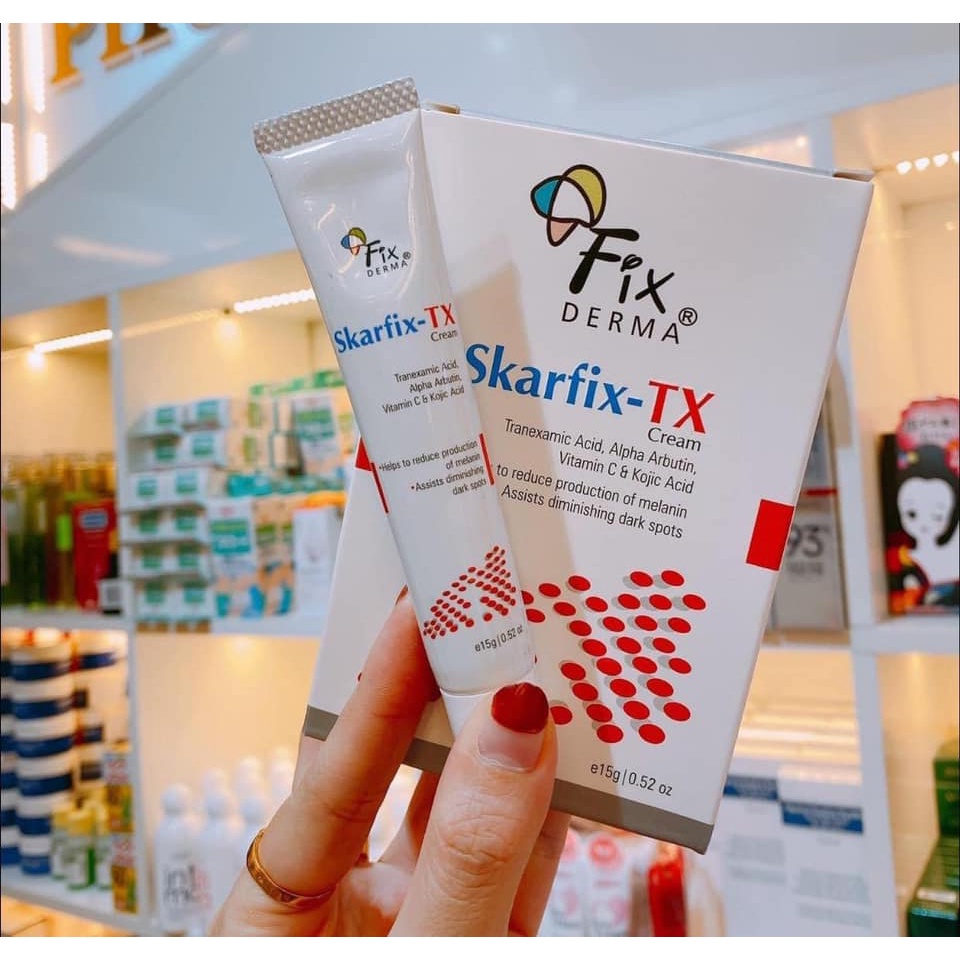 Fix
DERMA®
Skarfix-TX
Cream
Tranexamic Acid,
Alpha Arbutin,
Vitamin C & Kojic Acid
•Helps to reduce production
of melanin
•Assists diminishing
dark spots
e15g | 0.52 oz
Fix
DERMA®
Skarfix-TX
Cream
Tranexamic Acid, Alpha Arbutin,
Vitamin C & Kojic Acid
to reduce production of melanin
Assists diminishing dark spots
e15g | 0.52 oz
93